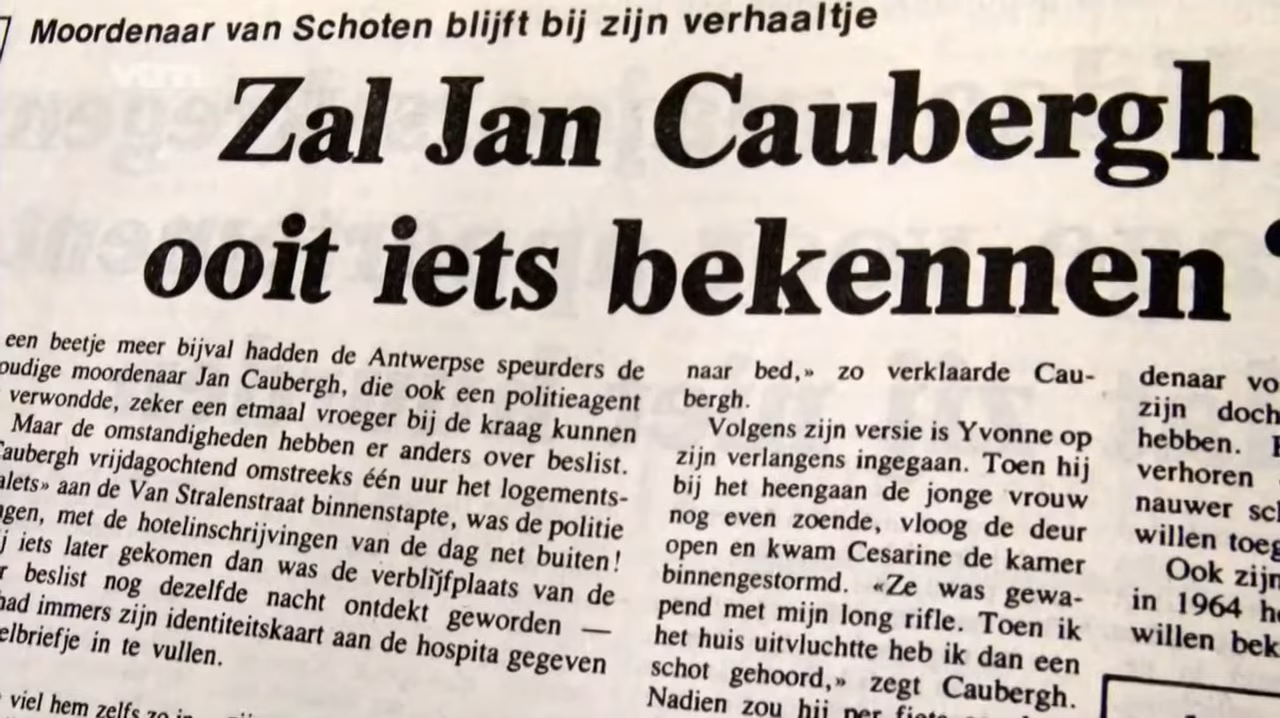 Moordenaar van Schoten blijft bij zijn verhaaltje
Zal Jan Caubergh
ooit iets bekennen
een beetje meer bijval hadden de Antwerpse speurders de
oudige moordenaar Jan Caubergh, die ook een politieagent
verwondde, zeker een etmaal vroeger bij de kraag kunnen
Maar de omstandigheden hebben er anders over beslist.
aubergh vrijdagochtend omstreeks één uur het logements-
alets» aan de Van Stralenstraat binnenstapte, was de politie
gen, met de hotelinschrijvingen van de dag net buiten!
j iets later gekomen dan was de verblijfplaats van de
r beslist nog dezelfde nacht ontdekt geworden —
had immers zijn identiteitskaart aan de hospita gegeven
elbriefje in te vullen.
viel hem zelfs zo in
naar bed,» zo verklaarde Cau-
bergh.
Volgens zijn versie is Yvonne op
zijn verlangens ingegaan. Toen hij
bij het heengaan de jonge vrouw
nog even zoende, vloog de deur
open en kwam Cesarine de kamer
binnengestormd. «Ze was gewa-
pend met mijn long rifle. Toen ik
het huis uitvluchtte heb ik dan een
schot gehoord,» zegt Caubergh.
Nadien zou hij per fiets
denaar vo
zijn doch
hebben.
verhoren
nauwer sc
willen toeg
Ook zijn
in 1964 h
willen bek